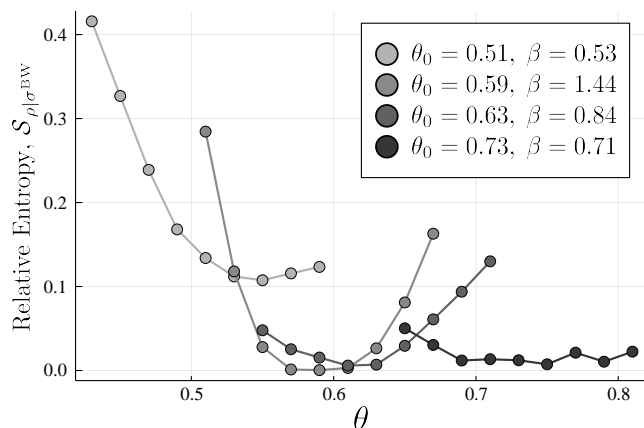 0.4
0.3
0.2
0.1
0.0
Relative Entropy, 𝒮_{ρ|σ^{BW}}
θ₀ = 0.51, β = 0.53
θ₀ = 0.59, β = 1.44
θ₀ = 0.63, β = 0.84
θ₀ = 0.73, β = 0.71
0.5 0.6 0.7 0.8
θ